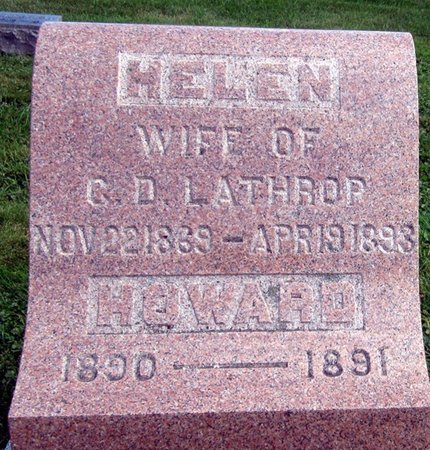 HELEN
WIFE OF
C. D. LATHROP
NOV. 22 1869 – APR 19 1893
HOWARD
1890 — 1891